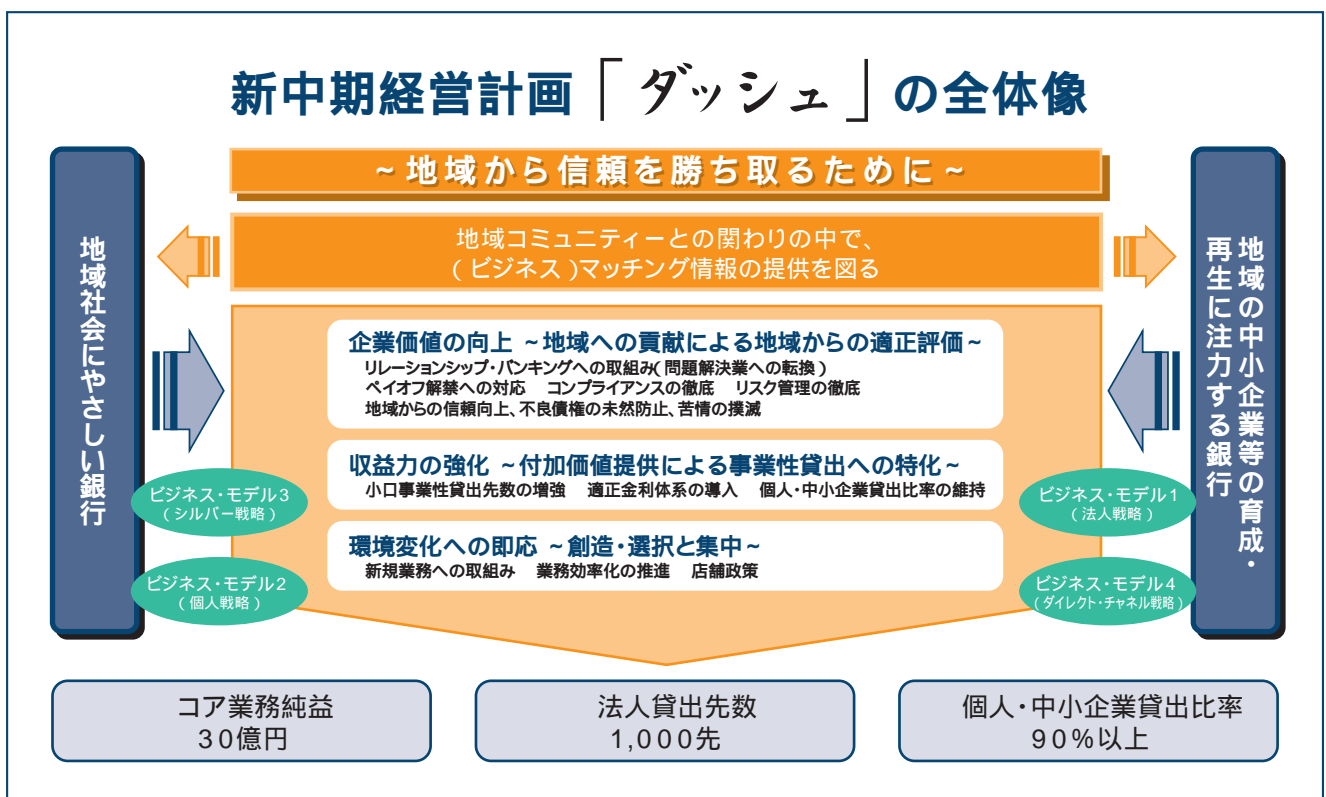 新中期経営計画「ダッシュ」の全体像
~地域から信頼を勝ち取るために~
地域コミュニティーとの関わりの中で、
(ビジネス)マッチング情報の提供を図る
地域社会にやさしい銀行
地域の中小企業等の育成・
再生に注力する銀行
企業価値の向上 ~地域への貢献による地域からの適正評価~
リレーションシップ・バンキングへの取組み(問題解決業への転換)
ペイオフ解禁への対応 コンプライアンスの徹底 リスク管理の徹底
地域からの信頼向上、不良債権の未然防止、苦情の撲滅
収益力の強化 ~付加価値提供による事業性貸出への特化~
小口事業性貸出先数の増強 適正金利体系の導入 個人・中小企業貸出比率の維持
環境変化への即応 ~創造・選択と集中~
新規業務への取組み 業務効率化の推進 店舗政策
ビジネス・モデル3
(シルバー戦略)
ビジネス・モデル2
(個人戦略)
ビジネス・モデル1
(法人戦略)
ビジネス・モデル4
(ダイレクト・チャネル戦略)
コア業務純益
30億円
法人貸出先数
1,000先
個人・中小企業貸出比率
90%以上